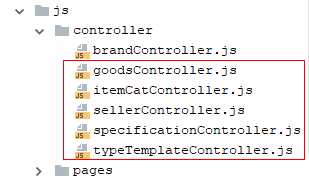 js
controller
brandController.js
goodsController.js
itemCatController.js
sellerController.js
specificationController.js
typeTemplateController.js
pages